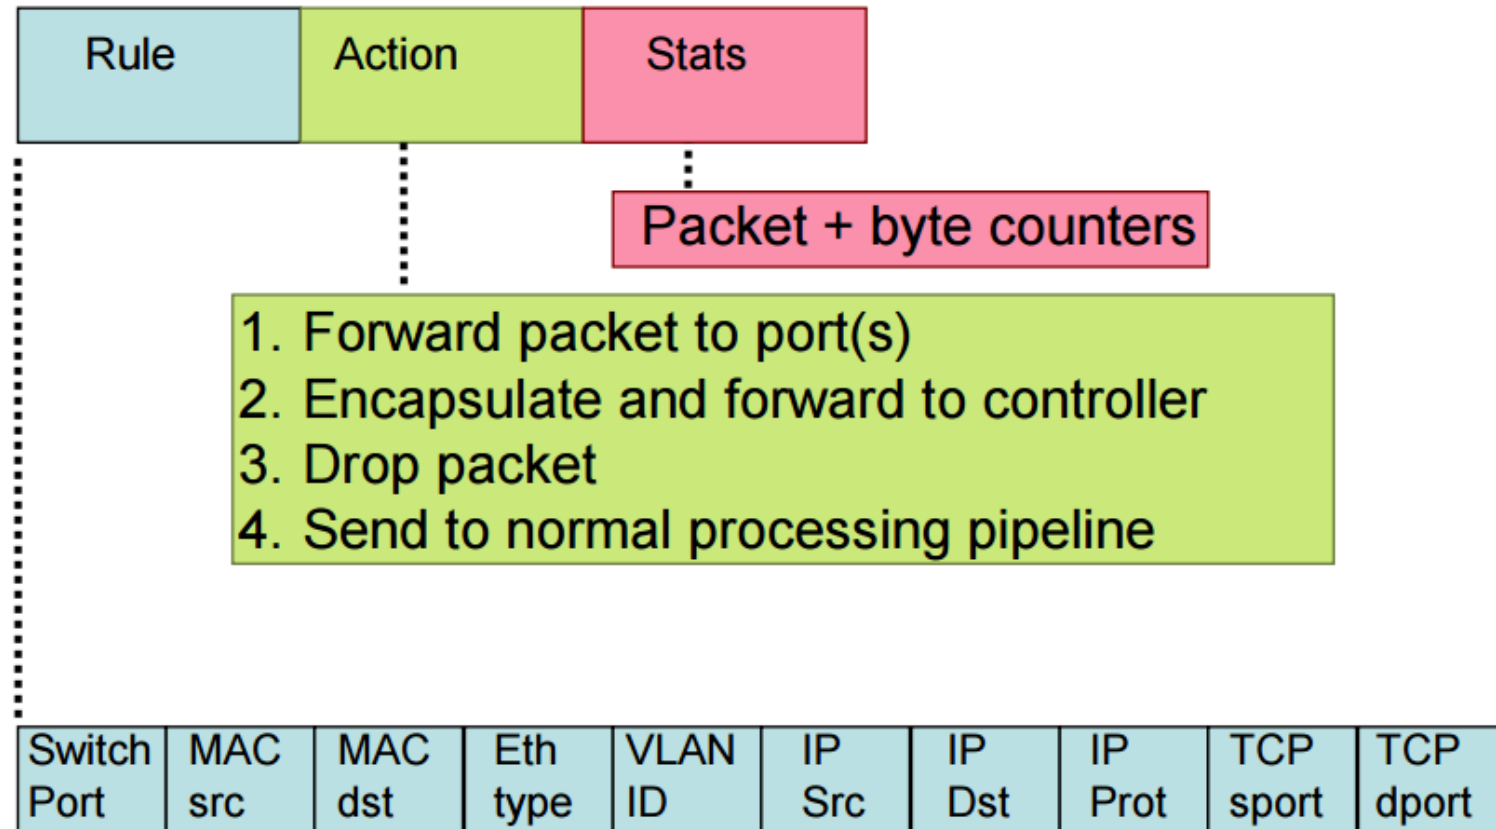 Rule Action Stats
Packet + byte counters
1. Forward packet to port(s)
2. Encapsulate and forward to controller
3. Drop packet
4. Send to normal processing pipeline
Switch MAC MAC Eth VLAN IP IP IP TCP TCP
Port src dst type ID Src Dst Prot sport dport